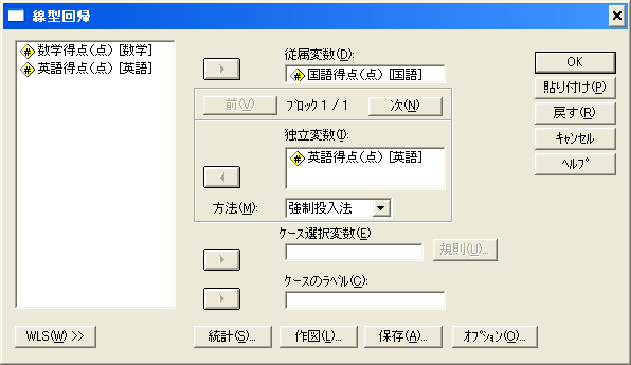 線型回帰
数学得点(点) [数学]
英語得点(点) [英語]
従属変数(D):
国語得点(点) [国語]
前(V)
ブロック 1 / 1
次(N)
独立変数(I):
英語得点(点) [英語]
方法(M):
強制投入法
ケース選択変数(E)
規則(U)...
ケースのラベル(C):
OK
貼り付け(P)
戻す(R)
キャンセル
ヘルプ
WLS(W) >>
統計(S)...
作図(L)...
保存(A)...
オプション(O)...